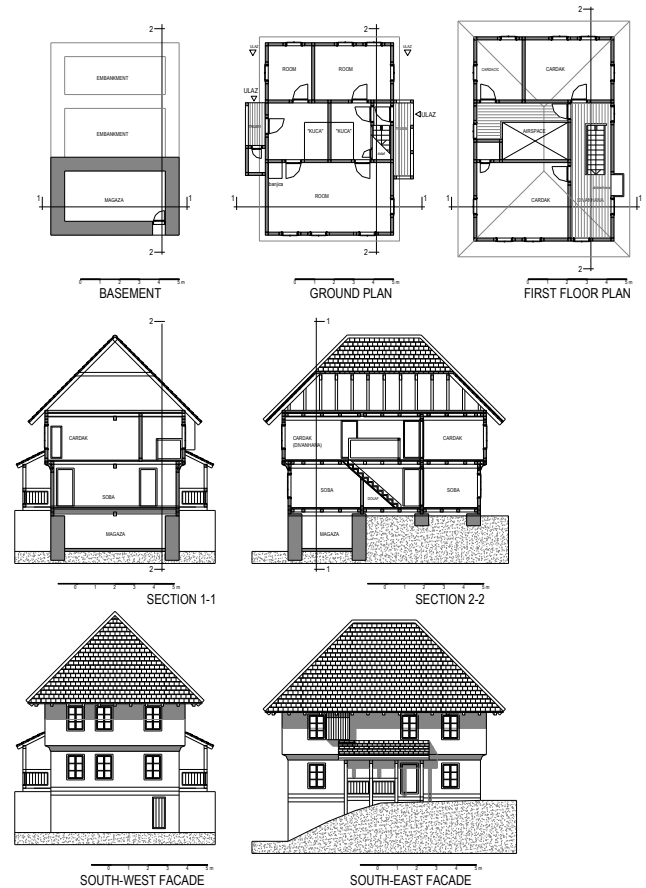 2
2
2
ULAZ
ULAZ
ULAZ
ULAZ
EMBANKMENT
EMBANKMENT
MAGAZA
1
1
2
ROOM
ROOM
"KUCA"
"KUCA"
banjica
ROOM
1
1
2
CARDACIC
CARDAK
AIRSPACE
CARDAK
DIVANHANA
1
1
2
0 1 2 3 4 5 m
BASEMENT
0 1 2 3 4 5 m
GROUND PLAN
0 1 2 3 4 5 m
FIRST FLOOR PLAN
2
1
CARDAK
SOBA
MAGAZA
2
CARDAK
(DIVANHANA)
CARDAK
SOBA
DOLAF
SOBA
MAGAZA
1
0 1 2 3 4 5 m
SECTION 1-1
0 1 2 3 4 5 m
SECTION 2-2
0 1 2 3 4 5 m
SOUTH-WEST FACADE
0 1 2 3 4 5 m
SOUTH-EAST FACADE